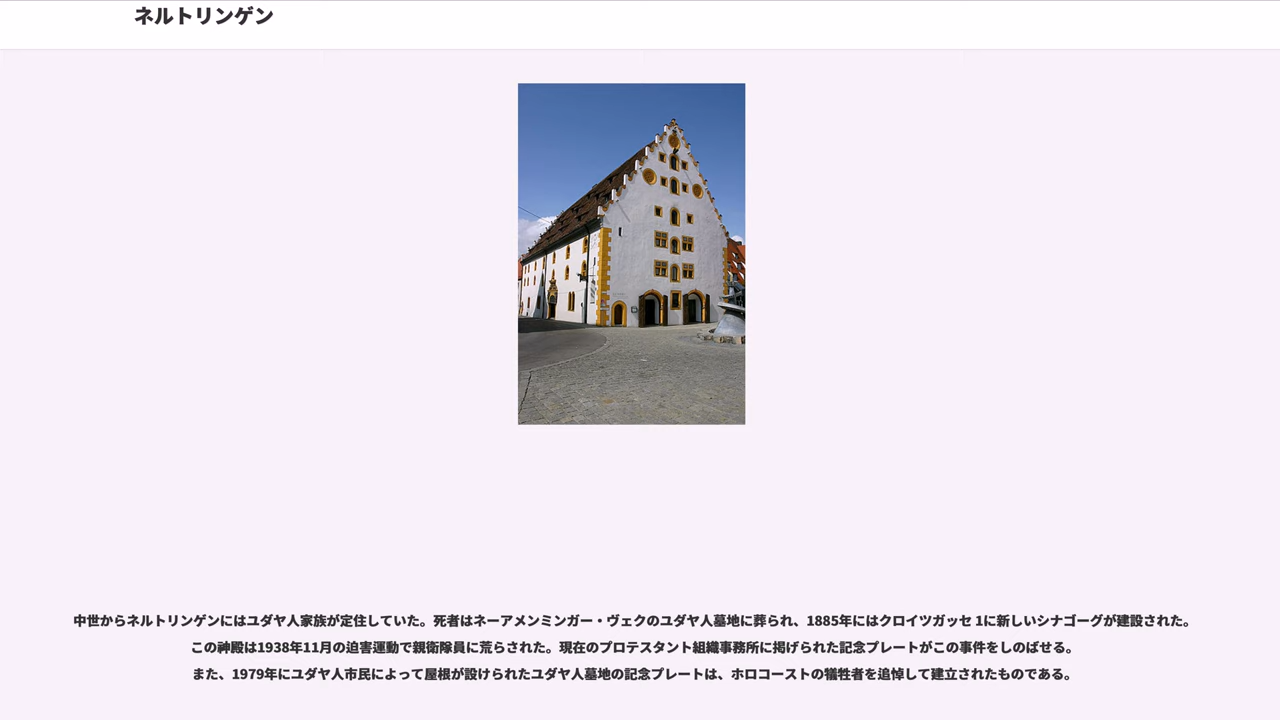 ネルトリンゲン
中世からネルトリンゲンにはユダヤ人家族が定住していた。死者はネーアメンミンガー・ヴェクのユダヤ人墓地に葬られ、1885年にはクロイツガッセ 1に新しいシナゴーグが建設された。
この神殿は1938年11月の迫害運動で親衛隊員に荒らされた。現在のプロテスタント組織事務所に掲げられた記念プレートがこの事件をしのばせる。
また、1979年にユダヤ人市民によって屋根が設けられたユダヤ人墓地の記念プレートは、ホロコーストの犠牲者を追悼して建立されたものである。